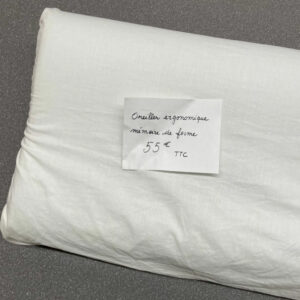 Oreiller ergonomique
mémoire de forme
55 €
TTC